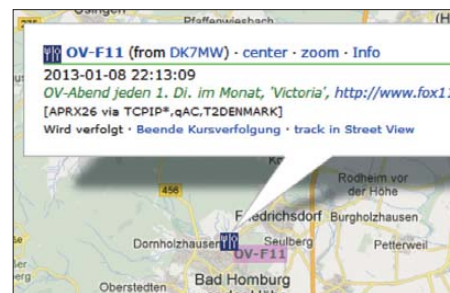 Pfaffenwiesbach
OV-F11 (from DK7MW) · center · zoom · Info
2013-01-08 22:13:09
OV-Abend jeden 1. Di. im Monat, 'Victoria', http://www.fox11
[APRX26 via TCPIP*,qAC,T2DENMARK]
Wird verfolgt · Beende Kursverfolgung · track in Street View
Rodheim vor
der Höhe
456
Friedrichsdorf
Burgholzhausen
Dornholzhausen
Seulberg
Petterweil
OV-F11
Bad Homburg
Oberstedten